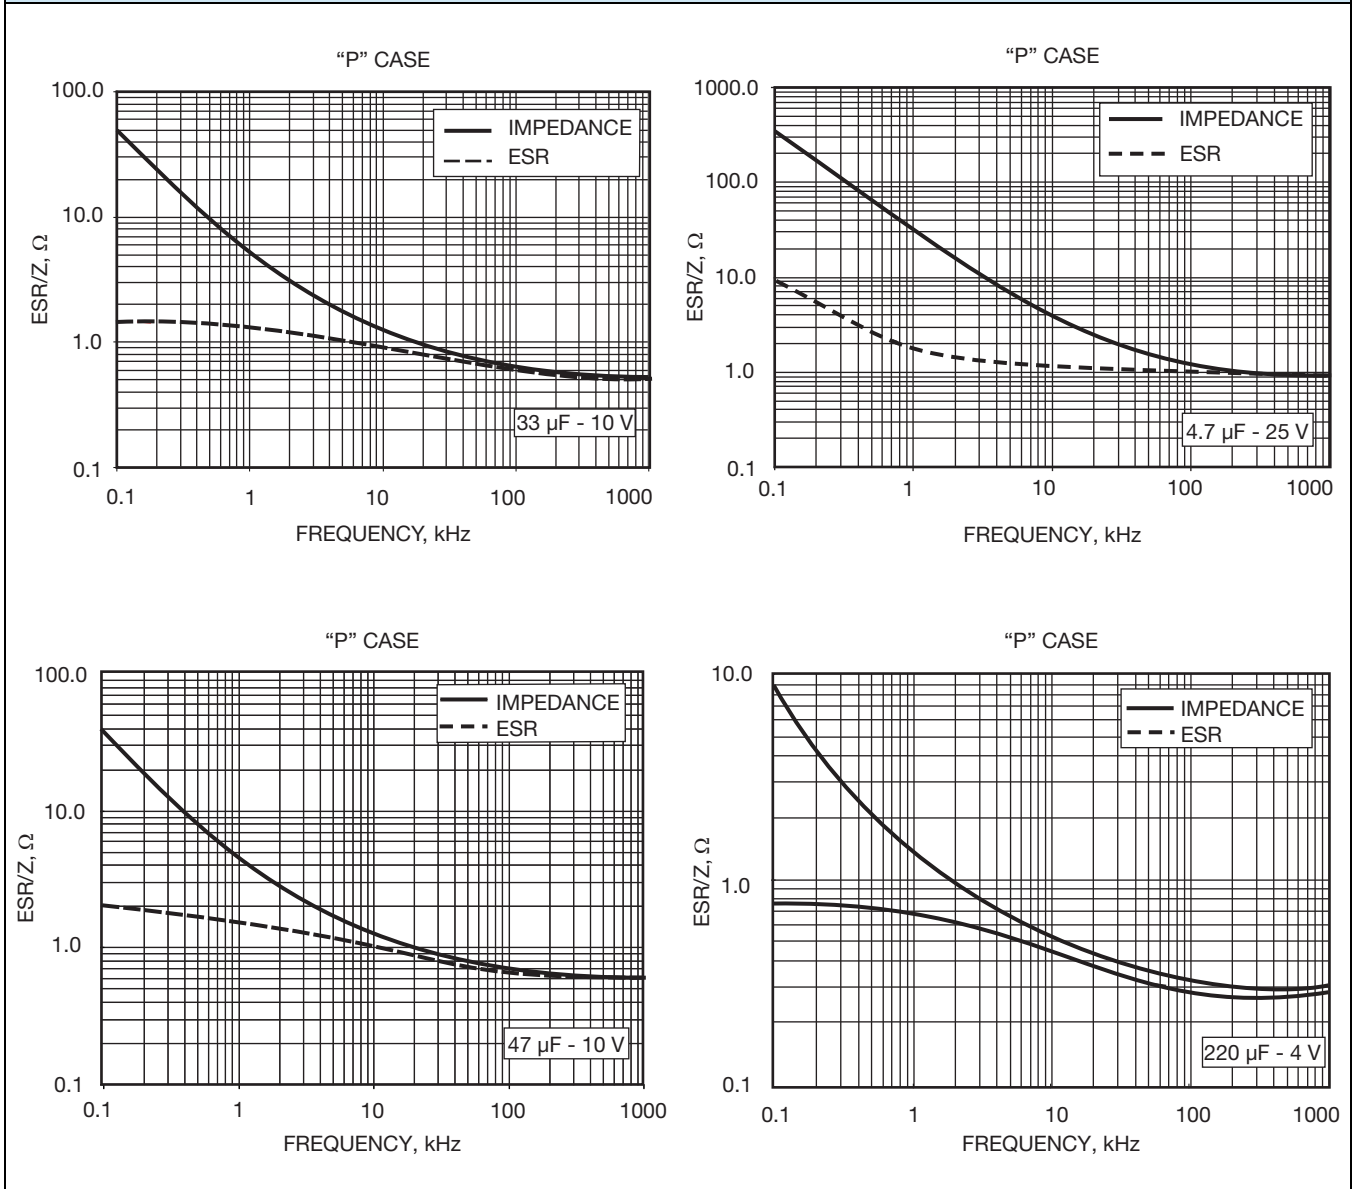 “P” CASE
100.0
10.0
1.0
0.1
ESR/Z, Ω
IMPEDANCE
ESR
33 µF - 10 V
0.1 1 10 100 1000
FREQUENCY, kHz
“P” CASE
1000.0
100.0
10.0
1.0
0.1
ESR/Z, Ω
IMPEDANCE
ESR
4.7 µF - 25 V
0.1 1 10 100 1000
FREQUENCY, kHz
“P” CASE
100.0
10.0
1.0
0.1
ESR/Z, Ω
IMPEDANCE
ESR
47 µF - 10 V
0.1 1 10 100 1000
FREQUENCY, kHz
“P” CASE
10.0
1.0
0.1
ESR/Z, Ω
IMPEDANCE
ESR
220 µF - 4 V
0.1 1 10 100 1000
FREQUENCY, kHz